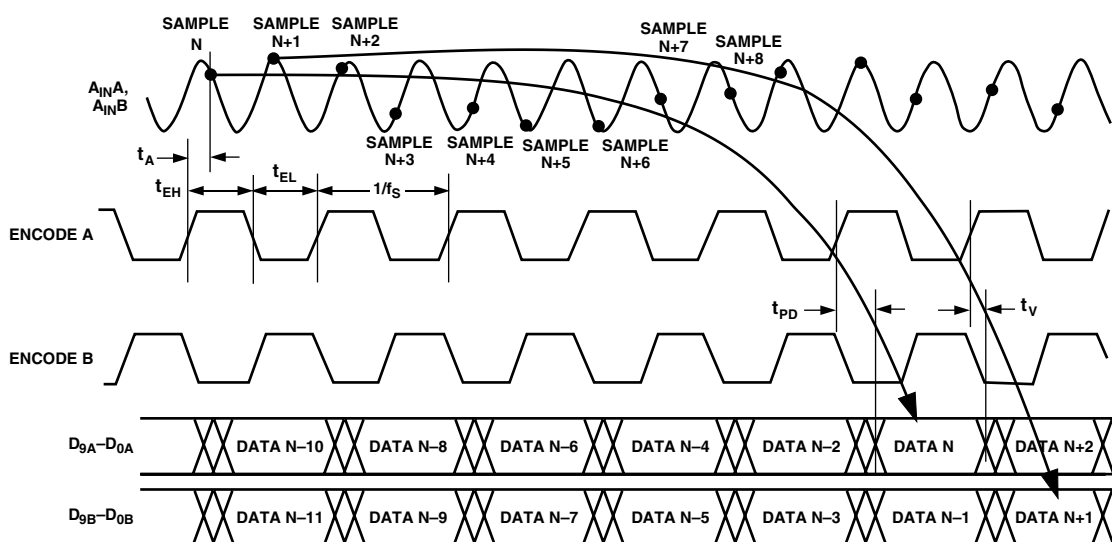 SAMPLE
N
SAMPLE
N+1
SAMPLE
N+2
SAMPLE
N+7
SAMPLE
N+8
AINA,
AINB
SAMPLE
N+3
SAMPLE
N+4
SAMPLE
N+5
SAMPLE
N+6
tA
tEH
tEL
1/fS
ENCODE A
tPD
tV
ENCODE B
D9A–D0A
DATA N–10
DATA N–8
DATA N–6
DATA N–4
DATA N–2
DATA N
DATA N+2
D9B–D0B
DATA N–11
DATA N–9
DATA N–7
DATA N–5
DATA N–3
DATA N–1
DATA N+1